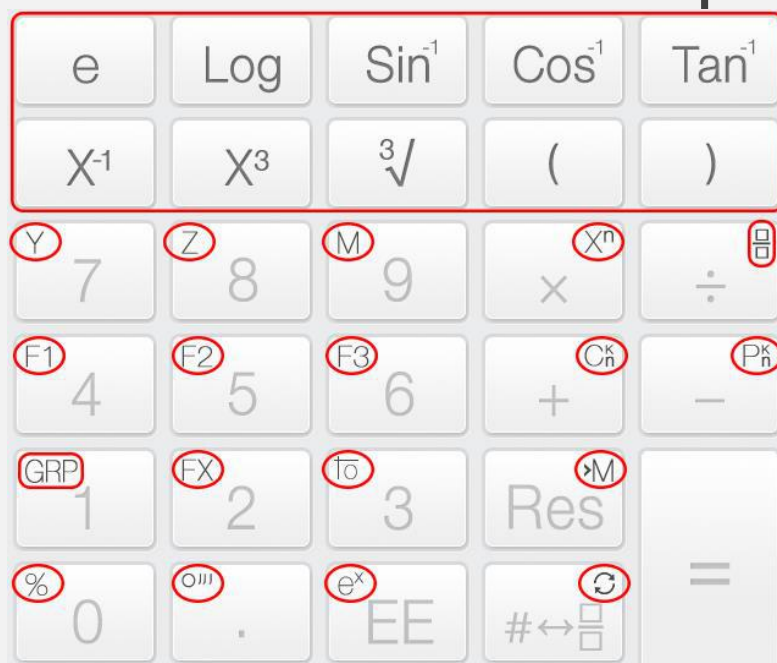 e Log Sin⁻¹ Cos⁻¹ Tan⁻¹
X⁻¹ X³ ³√ ( )
Y 7 Z 8 M 9 Xⁿ × ÷
F1 4 F2 5 F3 6 Cₙᴷ + Pₙᴷ −
GRP 1 FX 2 3 >M Res
% 0 o''' . eˣ EE #↔ =